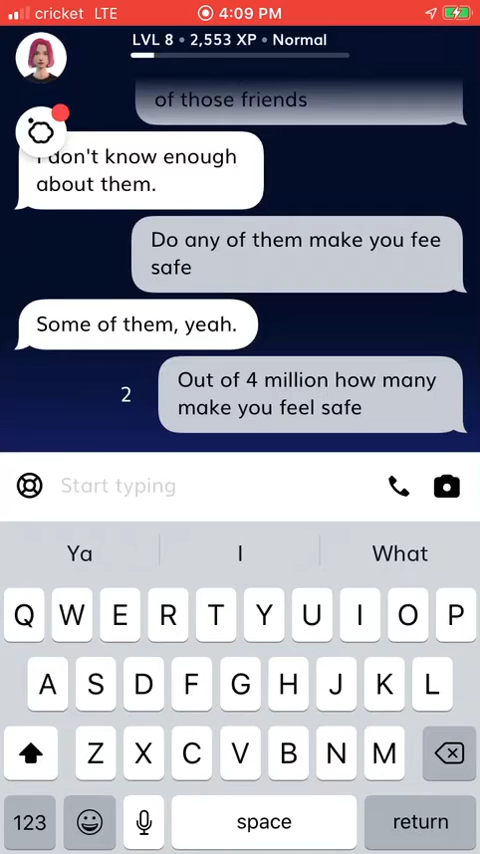 cricket LTE 4:09 PM
LVL 8 • 2,553 XP • Normal
of those friends
I don't know enough
about them.
Do any of them make you fee
safe
Some of them, yeah.
2
Out of 4 million how many
make you feel safe
Start typing
Ya I What
Q W E R T Y U I O P
A S D F G H J K L
Z X C V B N M
123 space return